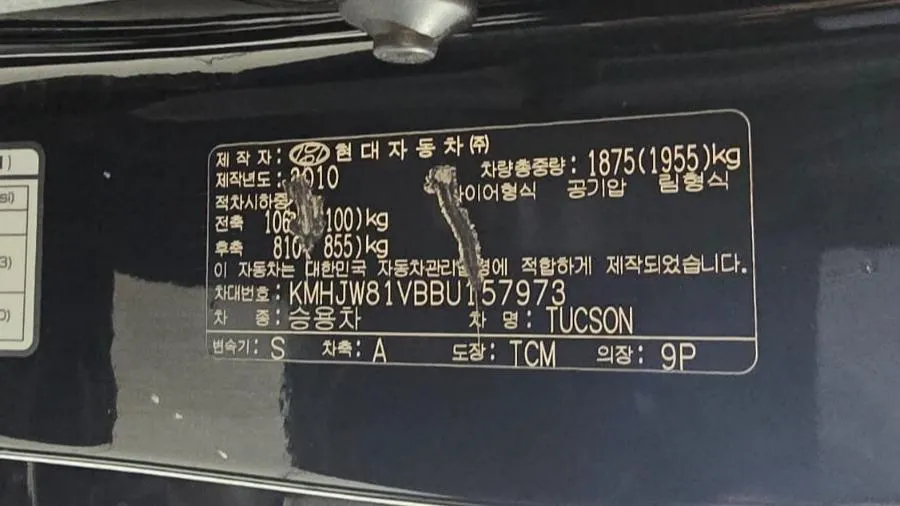 제 작 자 : 현대자동차(주)
차량총중량 : 1875(1955)kg
제작년도 : 2010
타이어형식 공기압 림형식
적차시하중
전축 106 100)kg
후축 810 855)kg
이 자동차는 대한민국 자동차관리법령에 적합하게 제작되었습니다.
차대번호 : KMHJW81VBBU157973
차 종 : 승용차 차 명 : TUCSON
변속기 : S 차축 : A 도장 : TCM 의장 : 9P